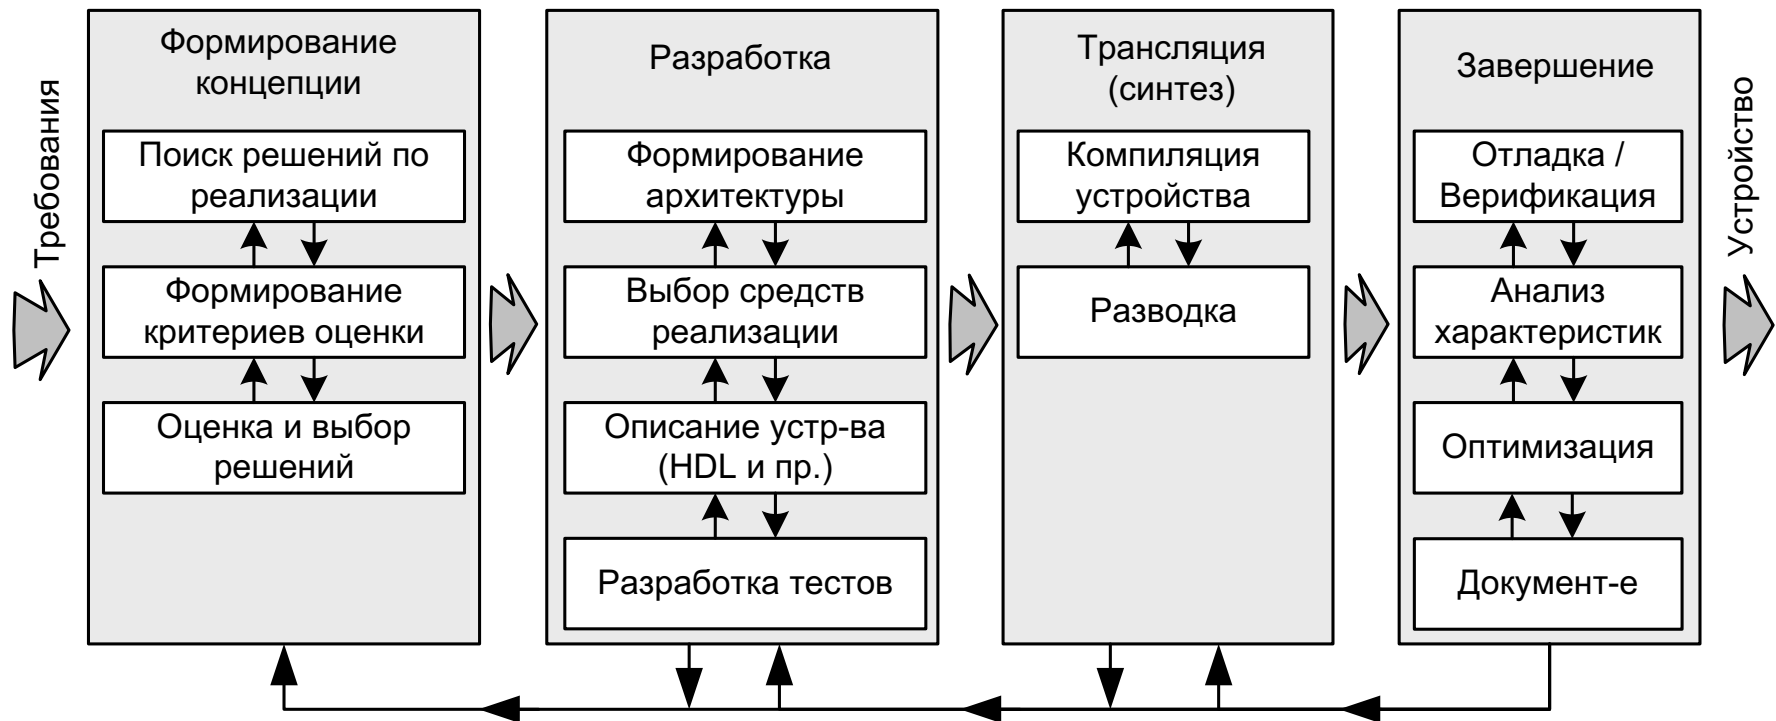 Требования
Формирование
концепции
Поиск решений по
реализации
Формирование
критериев оценки
Оценка и выбор
решений
Разработка
Формирование
архитектуры
Выбор средств
реализации
Описание устр-ва
(HDL и пр.)
Разработка тестов
Трансляция
(синтез)
Компиляция
устройства
Разводка
Завершение
Отладка /
Верификация
Анализ
характеристик
Оптимизация
Документ-е
Устройство